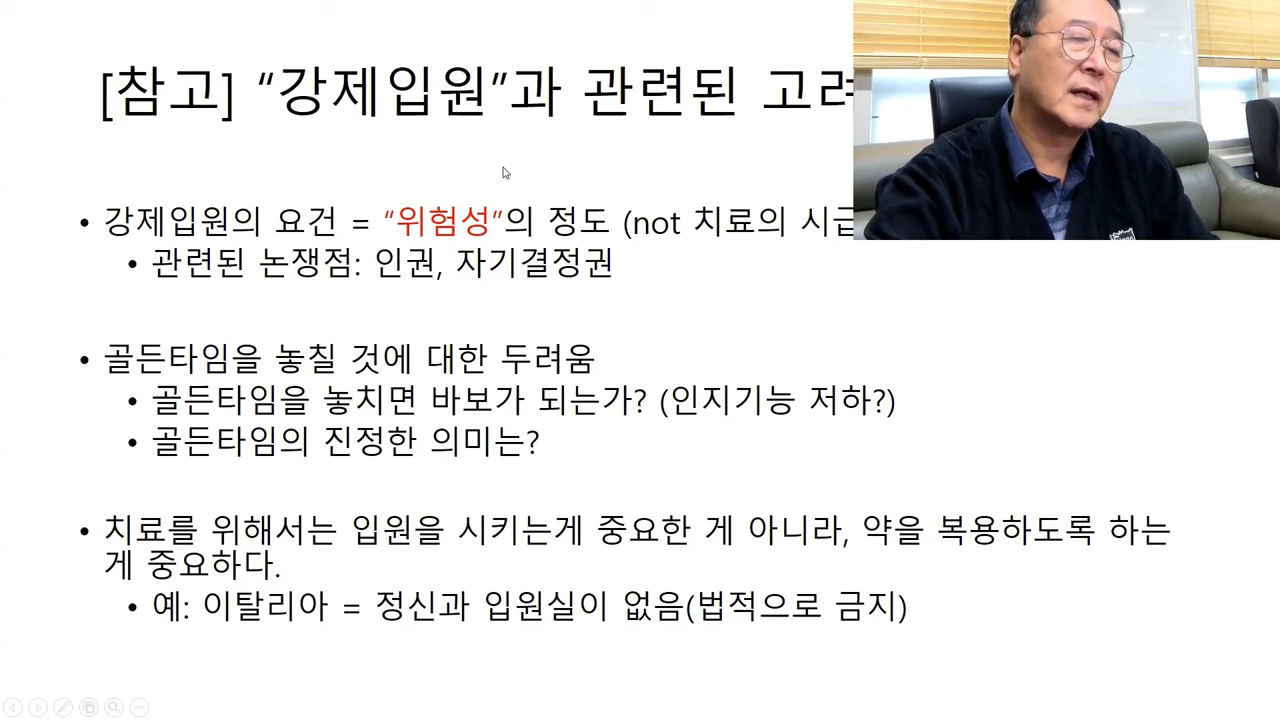 [참고] “강제입원”과 관련된
• 강제입원의 요건 = “위험성”의 정도 (not 치료의
• 관련된 논쟁점: 인권, 자기결정권
• 골든타임을 놓칠 것에 대한 두려움
• 골든타임을 놓치면 바보가 되는가? (인지기능 저하?)
• 골든타임의 진정한 의미는?
• 치료를 위해서는 입원을 시키는게 중요한 게 아니라, 약을 복용하도록 하는
게 중요하다.
• 예: 이탈리아 = 정신과 입원실이 없음(법적으로 금지)